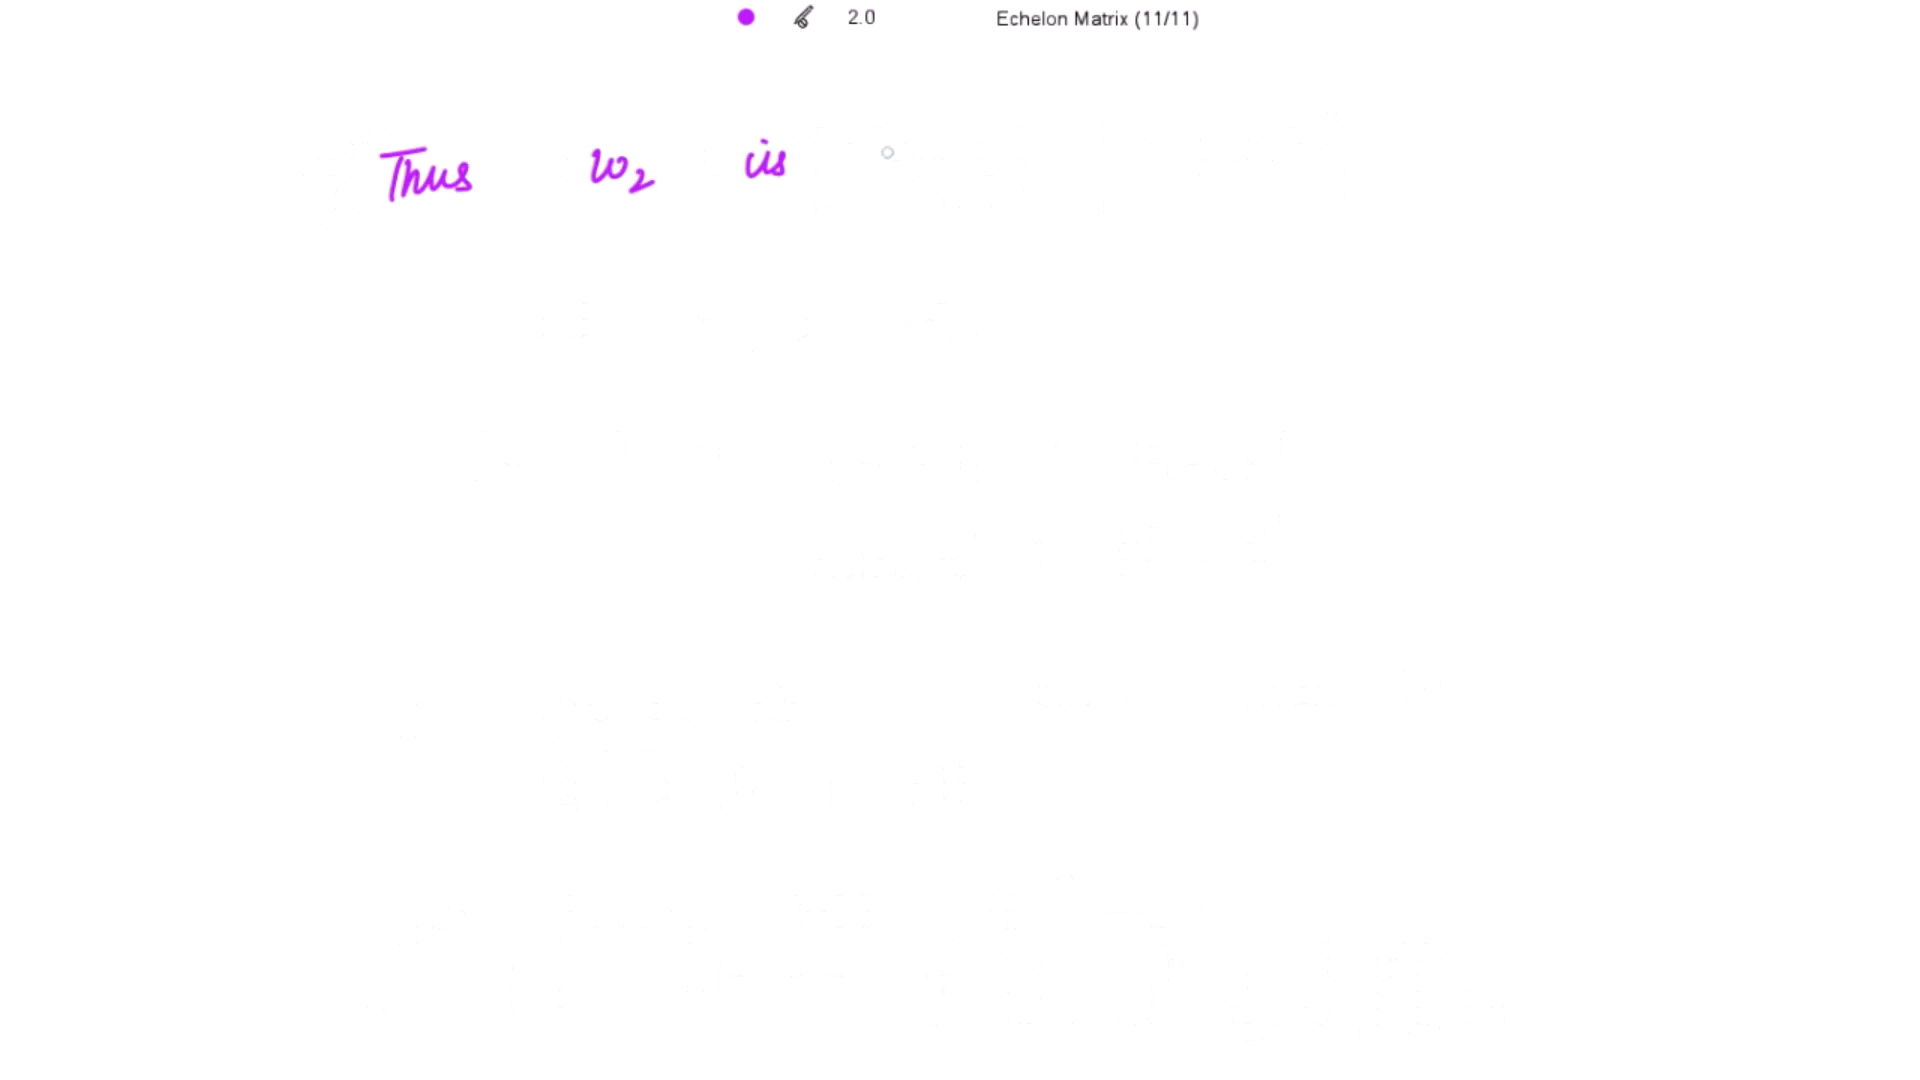 2.0 Echelon Matrix (11/11)
Thus w₂ is